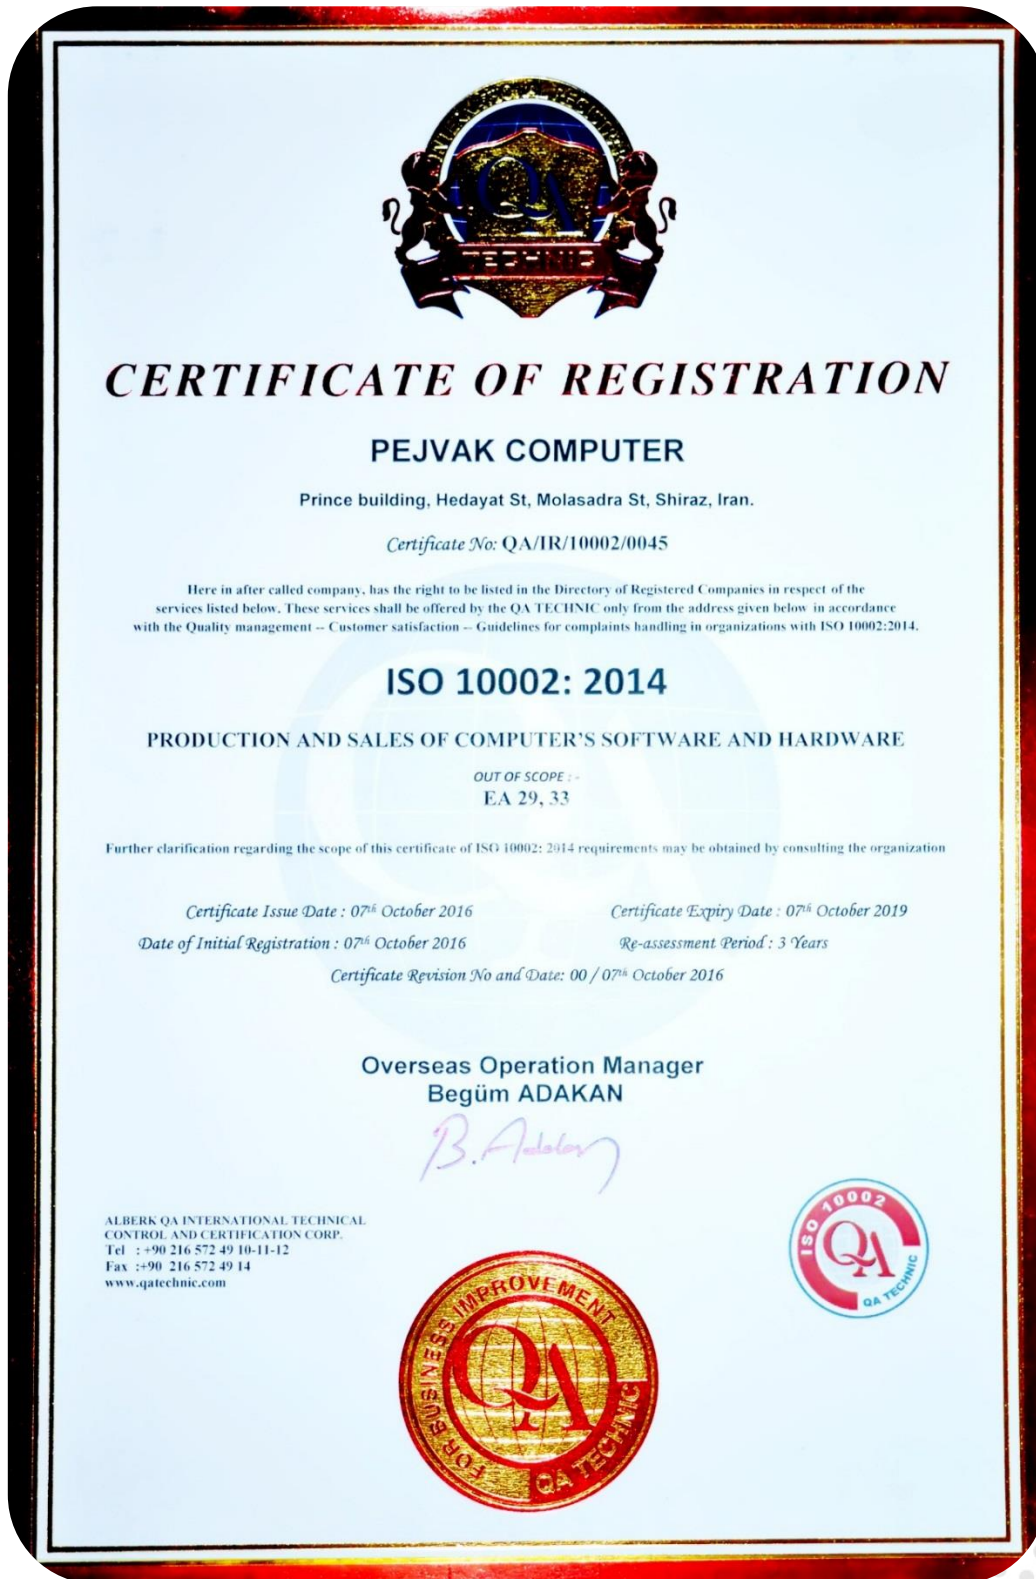 INTERNATIONAL REGISTRAR
QA
TECHNIC
CERTIFICATE OF REGISTRATION
PEJVAK COMPUTER
Prince building, Hedayat St, Molasadra St, Shiraz, Iran.
Certificate No: QA/IR/10002/0045
Here in after called company, has the right to be listed in the Directory of Registered Companies in respect of the
services listed below. These services shall be offered by the QA TECHNIC only from the address given below in accordance
with the Quality management -- Customer satisfaction -- Guidelines for complaints handling in organizations with ISO 10002:2014.
ISO 10002: 2014
PRODUCTION AND SALES OF COMPUTER'S SOFTWARE AND HARDWARE
OUT OF SCOPE : -
EA 29, 33
Further clarification regarding the scope of this certificate of ISO 10002: 2014 requirements may be obtained by consulting the organization
Certificate Issue Date : 07th October 2016
Certificate Expiry Date : 07th October 2019
Date of Initial Registration : 07th October 2016
Re-assessment Period : 3 Years
Certificate Revision No and Date: 00 / 07th October 2016
Overseas Operation Manager
Begüm ADAKAN
ALBERK QA INTERNATIONAL TECHNICAL
CONTROL AND CERTIFICATION CORP.
Tel : +90 216 572 49 10-11-12
Fax :+90 216 572 49 14
www.qatechnic.com
ISO 10002
QA
QA TECHNIC
FOR BUSINESS IMPROVEMENT
QA
QA TECHNIC